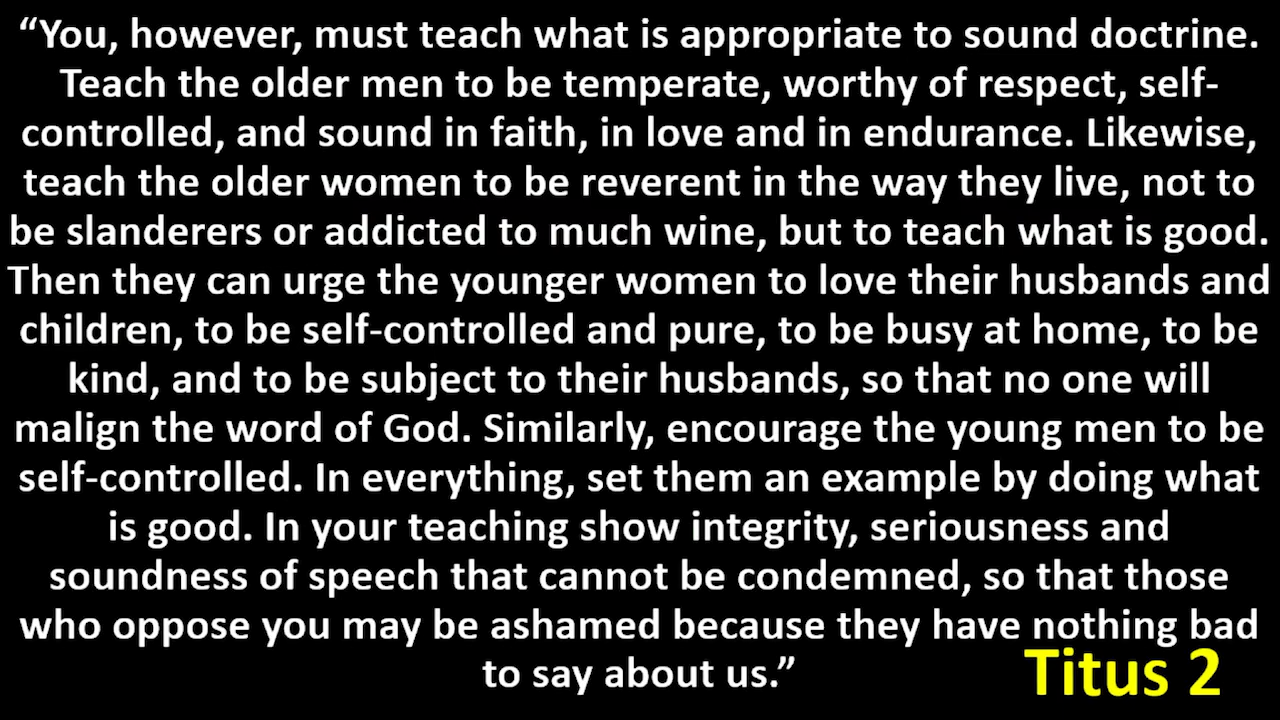 “You, however, must teach what is appropriate to sound doctrine.
Teach the older men to be temperate, worthy of respect, self-
controlled, and sound in faith, in love and in endurance. Likewise,
teach the older women to be reverent in the way they live, not to
be slanderers or addicted to much wine, but to teach what is good.
Then they can urge the younger women to love their husbands and
children, to be self-controlled and pure, to be busy at home, to be
kind, and to be subject to their husbands, so that no one will
malign the word of God. Similarly, encourage the young men to be
self-controlled. In everything, set them an example by doing what
is good. In your teaching show integrity, seriousness and
soundness of speech that cannot be condemned, so that those
who oppose you may be ashamed because they have nothing bad
to say about us.”
Titus 2